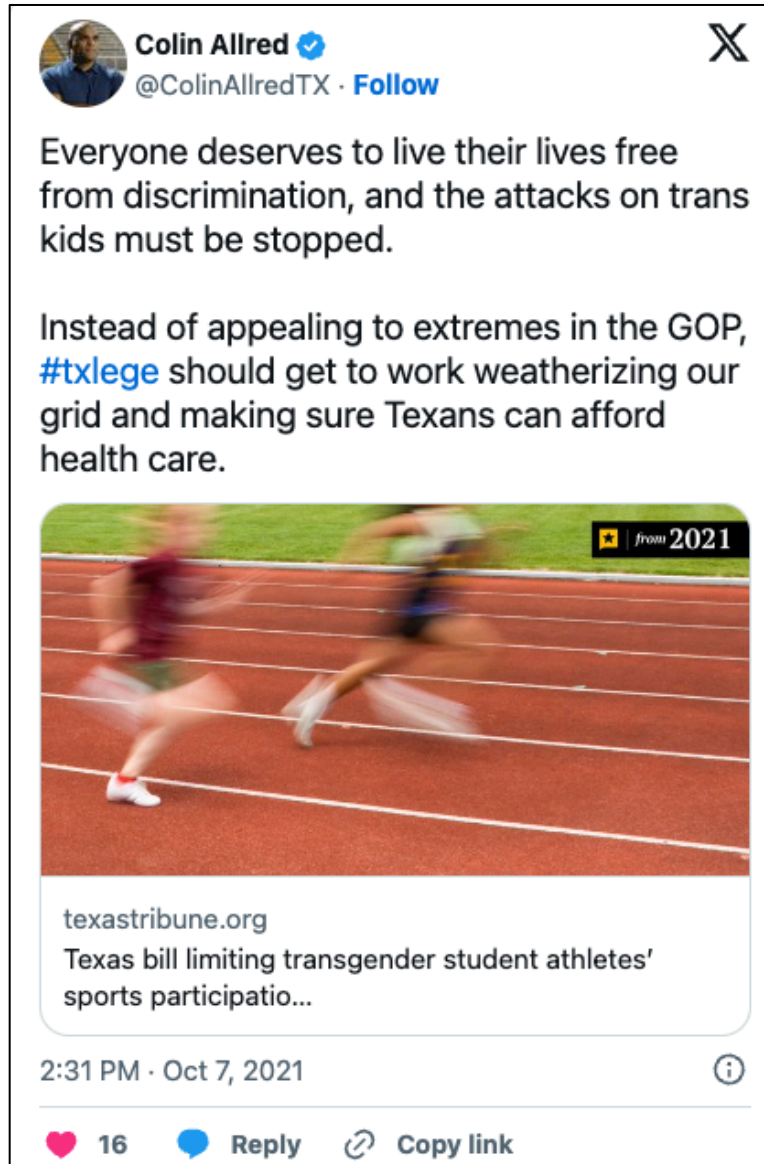 Colin Allred
@ColinAllredTX · Follow
Everyone deserves to live their lives free
from discrimination, and the attacks on trans
kids must be stopped.
Instead of appealing to extremes in the GOP,
#txlege should get to work weatherizing our
grid and making sure Texans can afford
health care.
from 2021
texastribune.org
Texas bill limiting transgender student athletes’
sports participatio...
2:31 PM · Oct 7, 2021
16 Reply Copy link